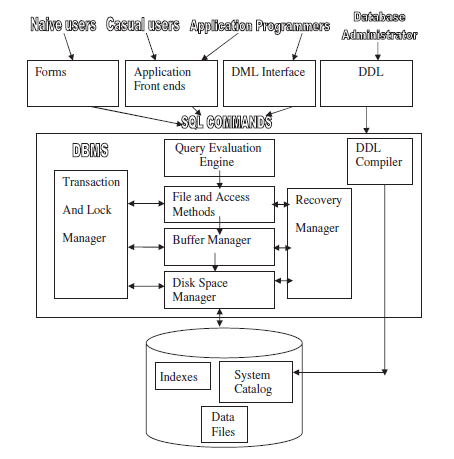 Naive users Casual users Application Programmers Database
Administrator
Forms Application
Front ends DML Interface DDL
SQL COMMANDS
DBMS
Query Evaluation
Engine
DDL
Compiler
Transaction
And Lock
Manager
File and Access
Methods
Recovery
Manager
Buffer Manager
Disk Space
Manager
Indexes
System
Catalog
Data
Files